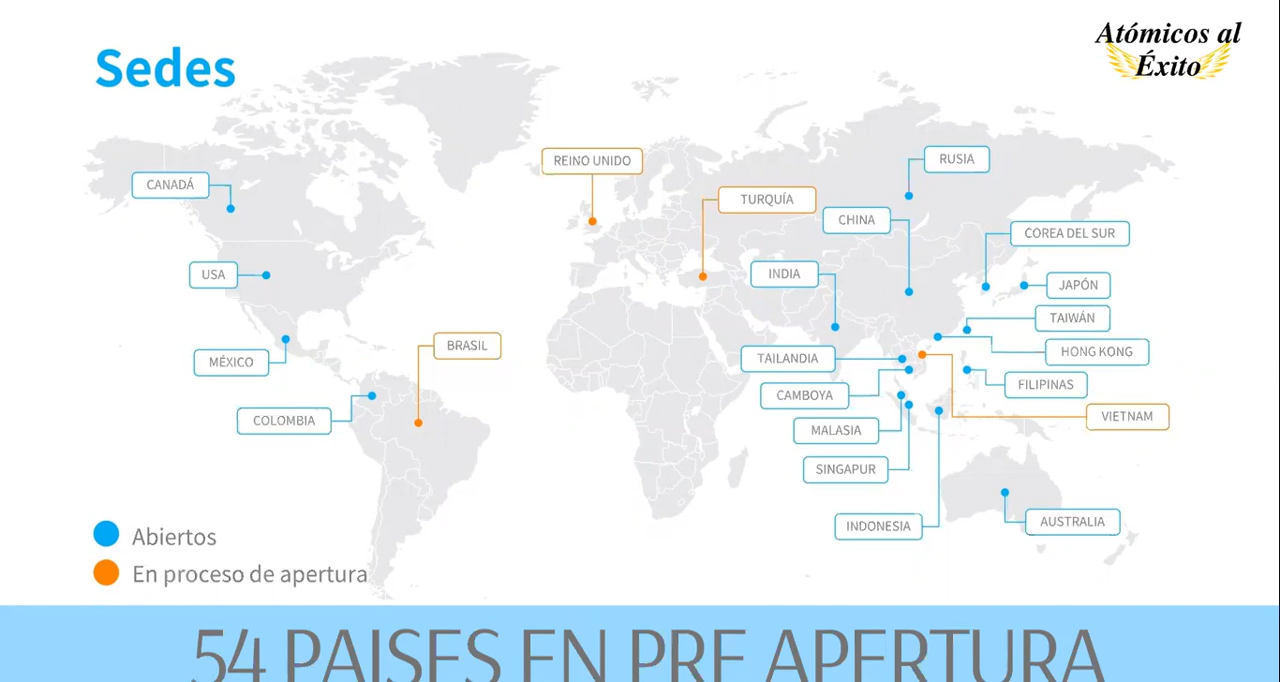 Atómicos al
Éxito
Sedes
REINO UNIDO
RUSIA
CANADÁ
TURQUÍA
CHINA
COREA DEL SUR
USA
INDIA
JAPÓN
TAIWÁN
BRASIL
HONG KONG
MÉXICO
TAILANDIA
FILIPINAS
CAMBOYA
COLOMBIA
VIETNAM
MALASIA
SINGAPUR
INDONESIA
AUSTRALIA
Abiertos
En proceso de apertura
54 PAISES EN PRE APERTURA